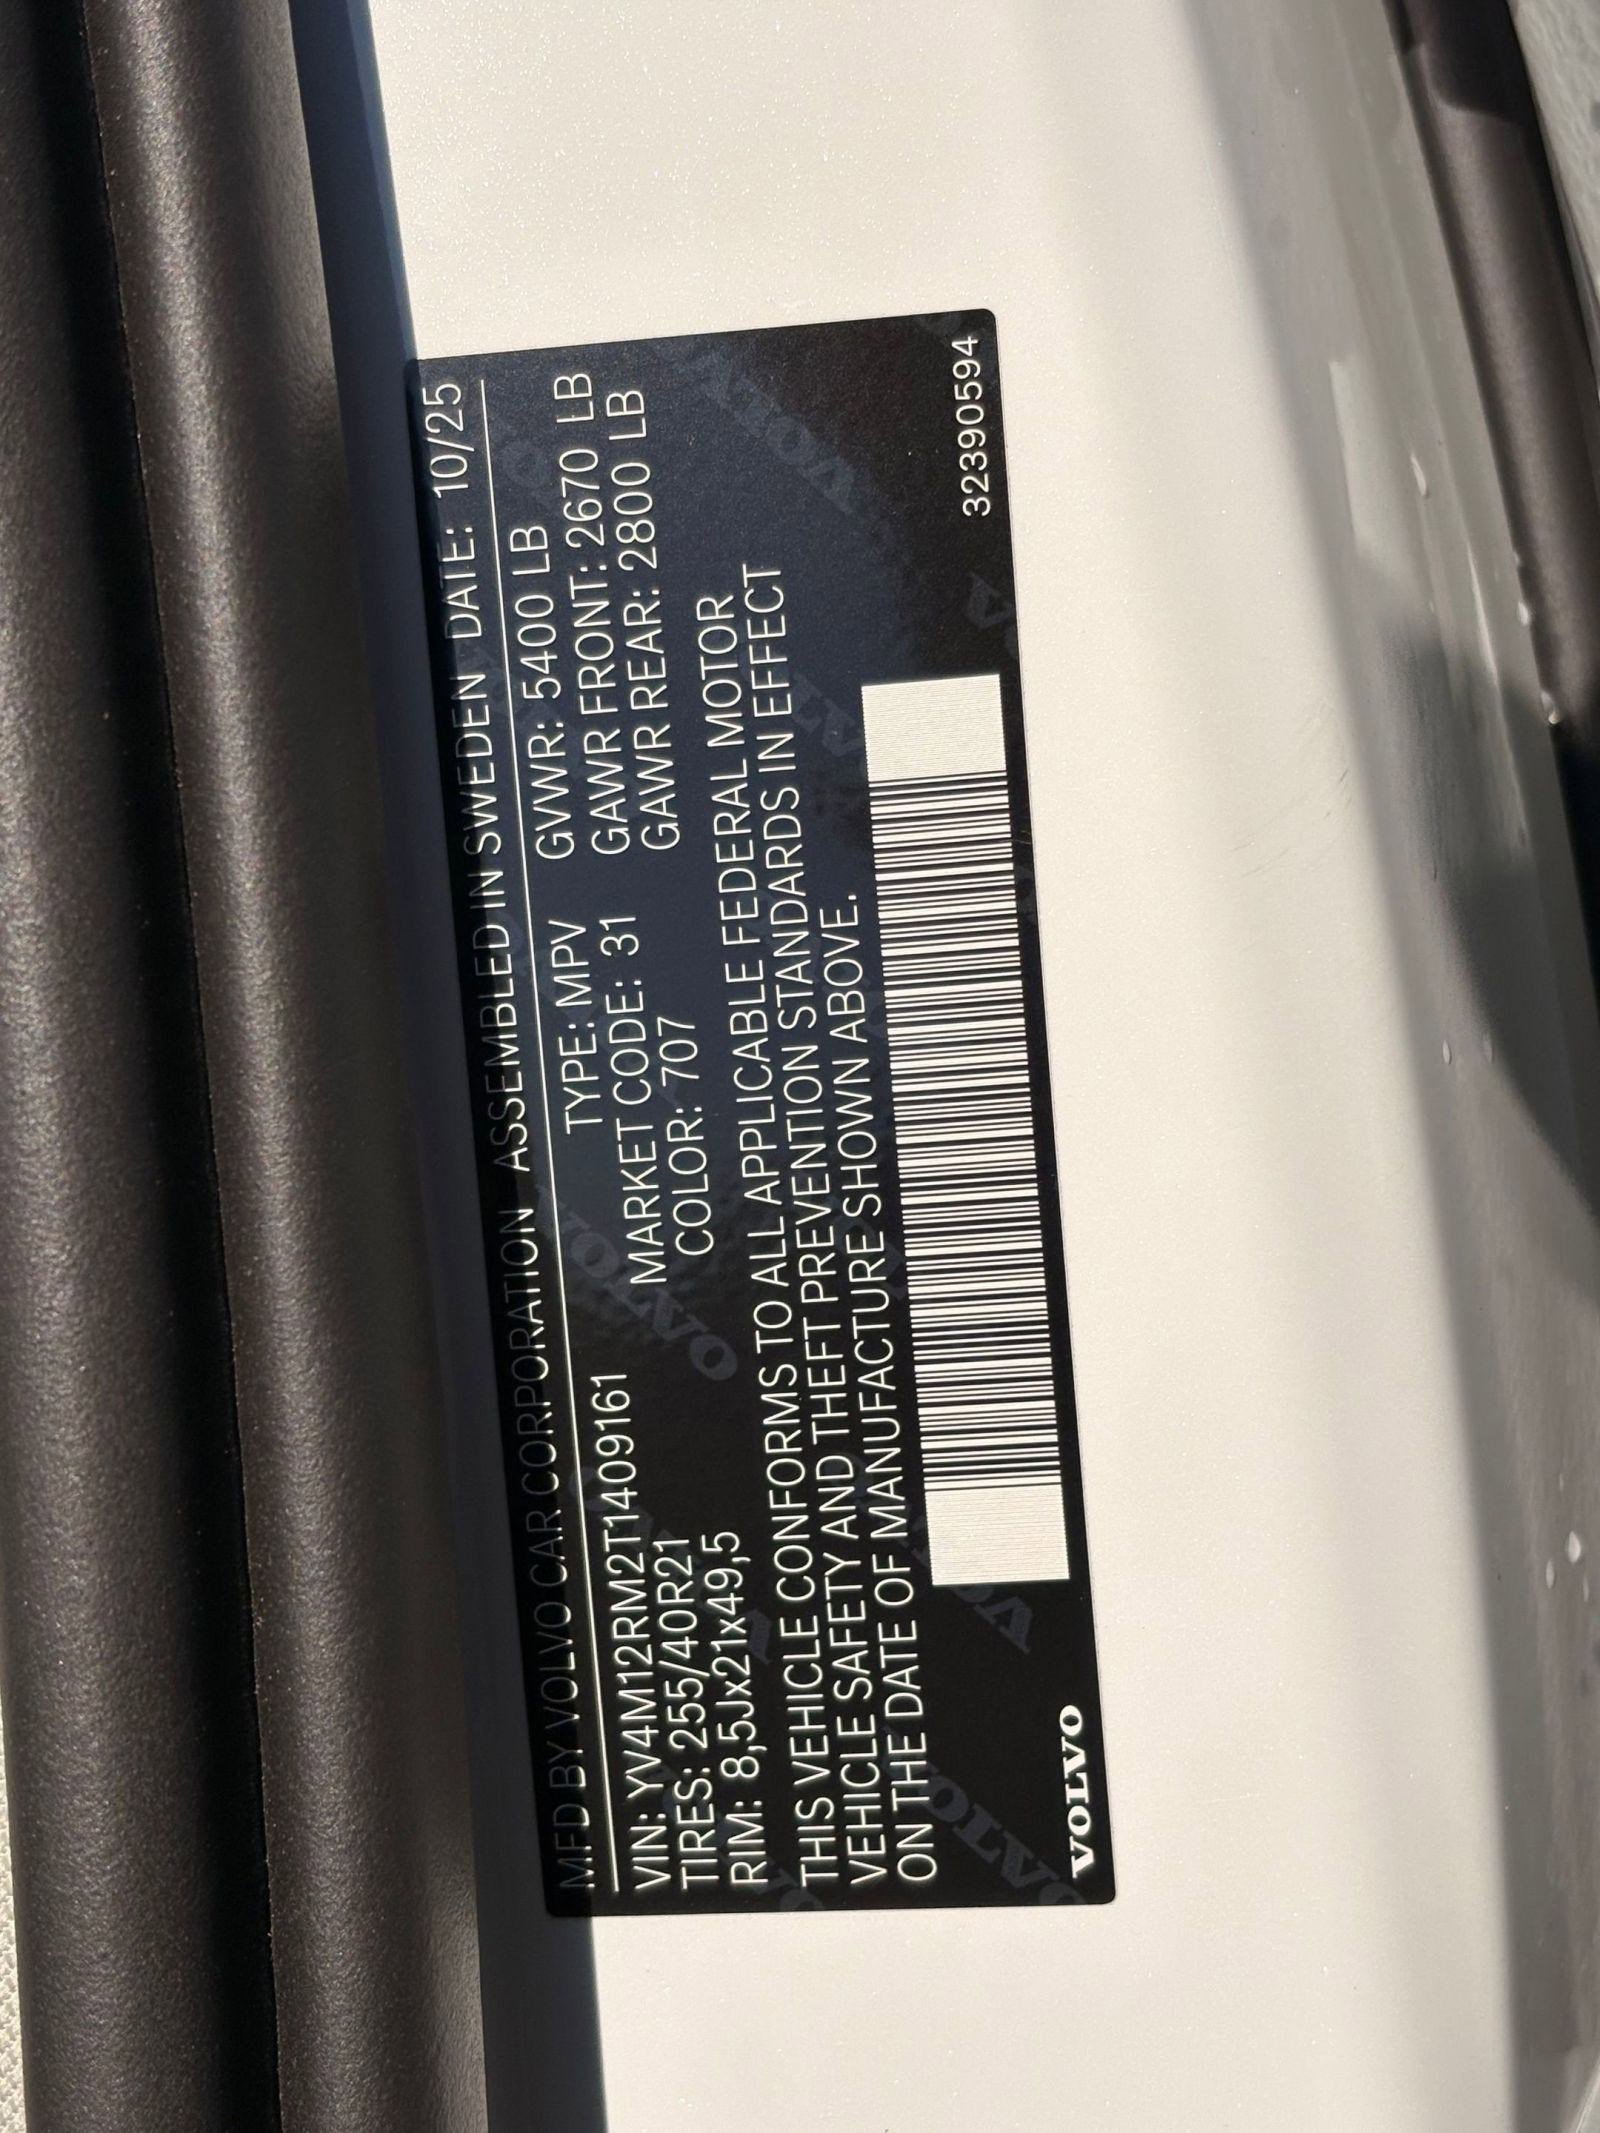 MFD BY VOLVO CAR CORPORATION ASSEMBLED IN SWEDEN DATE: 10/25
VIN: YV4M12RM2T1409161 TYPE: MPV GVWR: 5400 LB
TIRES: 255/40R21 MARKET CODE: 31 GAWR FRONT: 2670 LB
RIM: 8,5Jx21x49,5 COLOR: 707 GAWR REAR: 2800 LB
THIS VEHICLE CONFORMS TO ALL APPLICABLE FEDERAL MOTOR
VEHICLE SAFETY AND THEFT PREVENTION STANDARDS IN EFFECT
ON THE DATE OF MANUFACTURE SHOWN ABOVE.
VOLVO 32390594